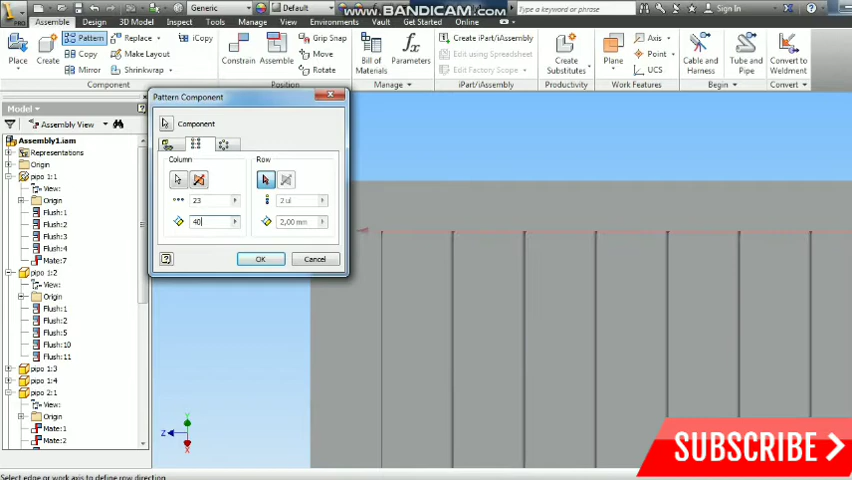 PRO
Generic
Default
www.BANDICAM.com
Type a keyword or phrase
Sign In
Assemble
Design
3D Model
Inspect
Tools
Manage
View
Environments
Vault
Get Started
Online
Place
Create
Pattern
Copy
Mirror
Replace
Make Layout
Shrinkwrap
iCopy
Constrain
Assemble
Grip Snap
Move
Rotate
Bill of
Materials
Parameters
Create iPart/iAssembly
Edit using Spreadsheet
Edit Factory Scope
Create
Substitutes
Plane
Axis
Point
UCS
Cable and
Harness
Tube and
Pipe
Convert to
Weldment
Component
Position
Manage
iPart/iAssembly
Productivity
Work Features
Begin
Convert
Model
Assembly View
Assembly1.iam
Representations
Origin
pipo 1:1
View:
Origin
Flush:1
Flush:2
Flush:3
Flush:4
Mate:7
pipo 1:2
View:
Origin
Flush:1
Flush:2
Flush:5
Flush:10
Flush:11
pipo 1:3
pipo 1:4
pipo 2:1
View:
Origin
Mate:1
Mate:2
Pattern Component
Component
Column
Row
23
2 ul
40
2,00 mm
OK
Cancel
Y
Z
X
SUBSCRIBE
Select edge or work axis to define row direction